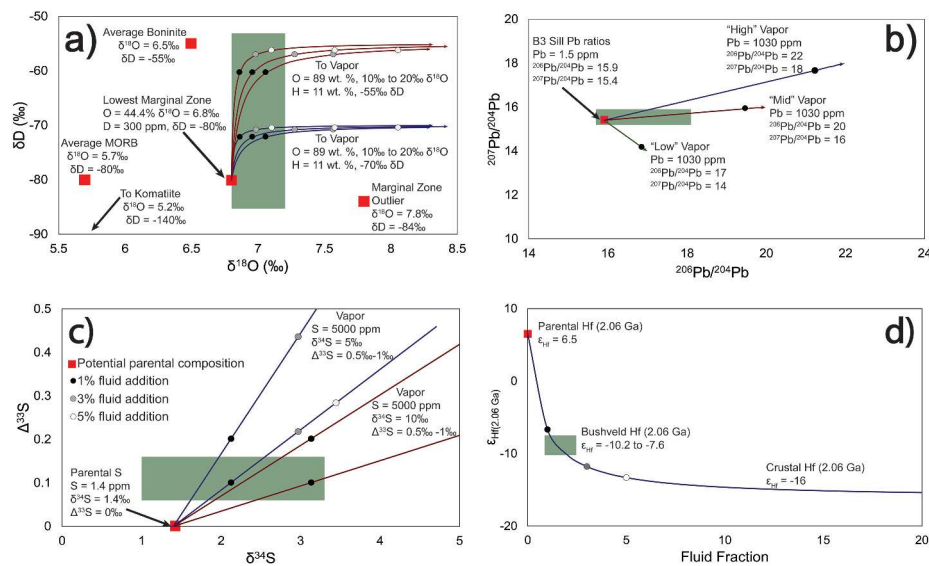 a)
Average Boninite
δ¹⁸O = 6.5‰
δD = -55‰
Lowest Marginal Zone
O = 44.4% δ¹⁸O = 6.8‰
D = 300 ppm, δD = -80‰
Average MORB
δ¹⁸O = 5.7‰
δD = -80‰
To Komatiite
δ¹⁸O = 5.2‰
δD = -140‰
To Vapor
O = 89 wt. %, 10‰ to 20‰ δ¹⁸O
H = 11 wt. %, -55‰ δD
To Vapor
O = 89 wt. %, 10‰ to 20‰ δ¹⁸O
H = 11 wt. %, -70‰ δD
Marginal Zone
Outlier
δ¹⁸O = 7.8‰
δD = -84‰
δD (‰)
-50
-60
-70
-80
-90
5.5
6
6.5
7
7.5
8
8.5
δ¹⁸O (‰)
b)
B3 Sill Pb ratios
Pb = 1.5 ppm
²⁰⁶Pb/²⁰⁴Pb = 15.9
²⁰⁷Pb/²⁰⁴Pb = 15.4
"High" Vapor
Pb = 1030 ppm
²⁰⁶Pb/²⁰⁴Pb = 22
²⁰⁷Pb/²⁰⁴Pb = 18
"Mid" Vapor
Pb = 1030 ppm
²⁰⁶Pb/²⁰⁴Pb = 20
²⁰⁷Pb/²⁰⁴Pb = 16
"Low" Vapor
Pb = 1030 ppm
²⁰⁶Pb/²⁰⁴Pb = 17
²⁰⁷Pb/²⁰⁴Pb = 14
²⁰⁷Pb/²⁰⁴Pb
20
18
16
14
12
10
14
16
18
20
22
24
²⁰⁶Pb/²⁰⁴Pb
c)
Vapor
S = 5000 ppm
δ³⁴S = 5‰
Δ³³S = 0.5‰-1‰
Potential parental composition
1% fluid addition
3% fluid addition
5% fluid addition
Vapor
S = 5000 ppm
δ³⁴S = 10‰
Δ³³S = 0.5‰ -1‰
Parental S
S = 1.4 ppm
δ³⁴S = 1.4‰
Δ³³S = 0‰
Δ³³S
0.5
0.4
0.3
0.2
0.1
0
0
1
2
3
4
5
δ³⁴S
d)
Parental Hf (2.06 Ga)
ε_Hf = 6.5
Bushveld Hf (2.06 Ga)
ε_Hf = -10.2 to -7.6
Crustal Hf (2.06 Ga)
ε_Hf = -16
ε_Hf(2.06 Ga)
10
0
-10
-20
0
5
10
15
20
Fluid Fraction